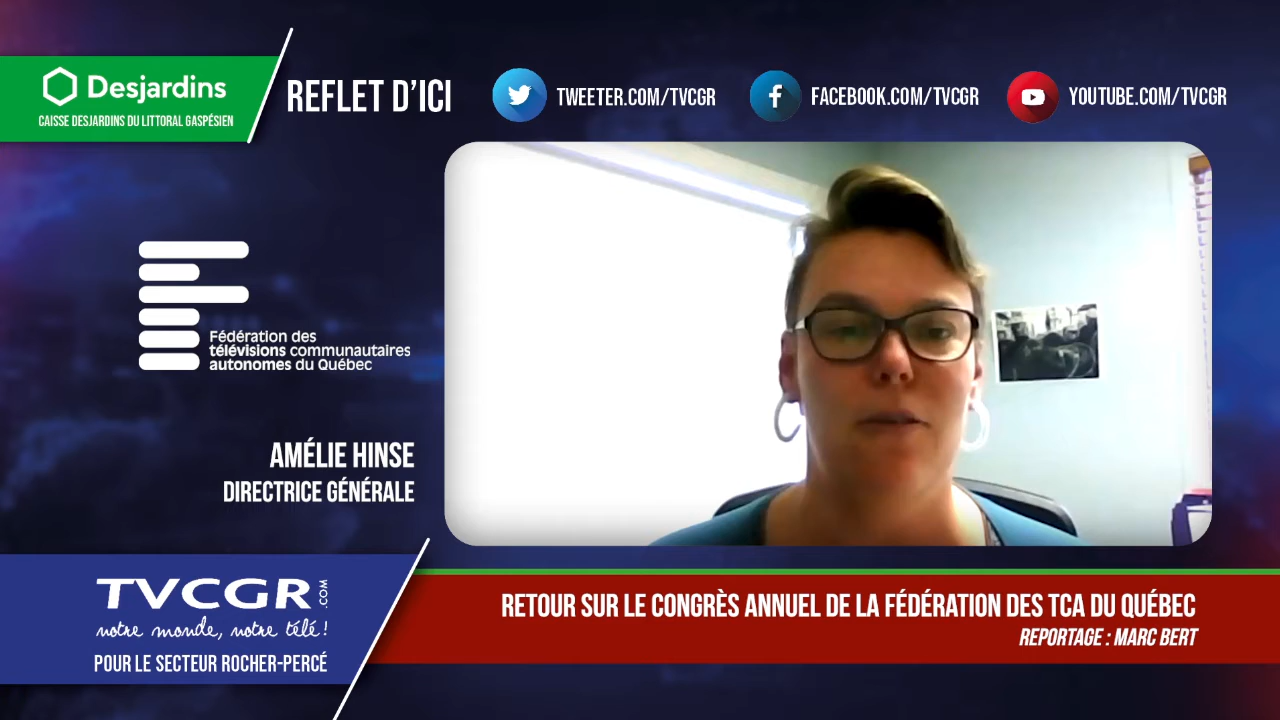 Desjardins
CAISSE DESJARDINS DU LITTORAL GASPÉSIEN
REFLET D'ICI
TWEETER.COM/TVCGR
FACEBOOK.COM/TVCGR
YOUTUBE.COM/TVCGR
Fédération des
télévisions communautaires
autonomes du Québec
AMÉLIE HINSE
DIRECTRICE GÉNÉRALE
TVCGR.COM
notre monde, notre télé!
POUR LE SECTEUR ROCHER-PERCÉ
RETOUR SUR LE CONGRÈS ANNUEL DE LA FÉDÉRATION DES TCA DU QUÉBEC
REPORTAGE : MARC BERT